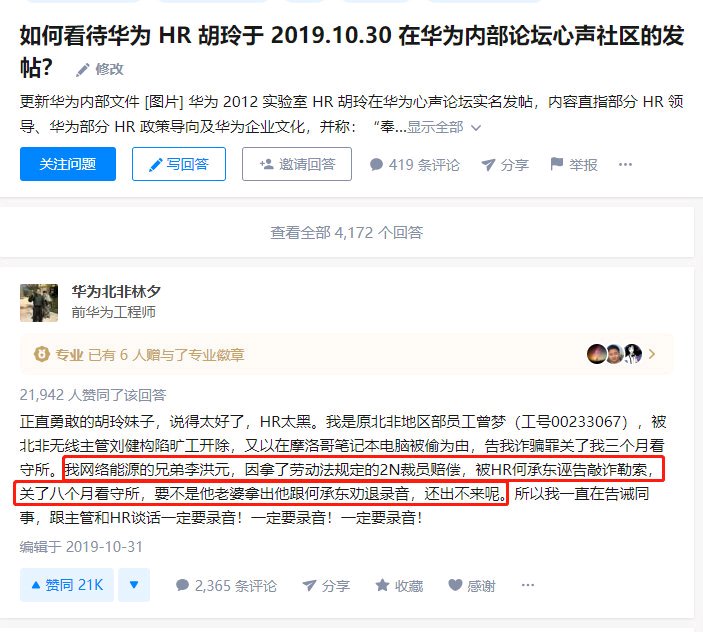 如何看待华为 HR 胡玲于 2019.10.30 在华为内部论坛心声社区的发
帖? 修改
更新华为内部文件 [图片] 华为 2012 实验室 HR 胡玲在华为心声论坛实名发帖，内容直指部分 HR 领
导、华为部分 HR 政策导向及华为企业文化，并称： “奉...显示全部
关注问题 写回答 邀请回答 419 条评论 分享 举报 ...
查看全部 4,172 个回答
华为北非林夕
前华为工程师
专业 已有 6 人赠与了专业徽章
21,942 人赞同了该回答
正直勇敢的胡玲妹子，说得太好了，HR太黑。我是原北非地区部员工曾梦（工号00233067），被
北非无线主管刘健构陷旷工开除，又以在摩洛哥笔记本电脑被偷为由，告我诈骗罪关了我三个月看
守所。我网络能源的兄弟李洪元，因拿了劳动法规定的2N裁员赔偿，被HR何承东诬告敲诈勒索，
关了八个月看守所，要不是他老婆拿出他跟何承东劝退录音，还出不来呢。所以我一直在告诫同
事，跟主管和HR谈话一定要录音！一定要录音！一定要录音！
编辑于 2019-10-31
赞同 21K 2,365 条评论 分享 收藏 感谢 ...